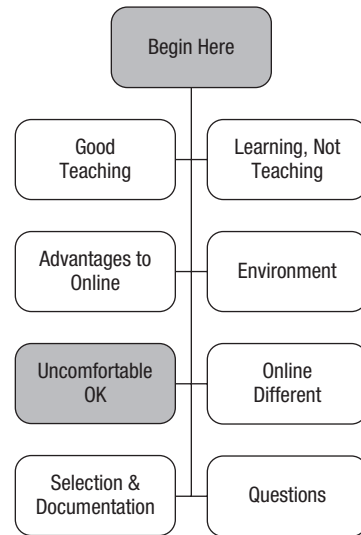 Begin Here
Good
Teaching
Learning, Not
Teaching
Advantages to
Online
Environment
Uncomfortable
OK
Online
Different
Selection &
Documentation
Questions